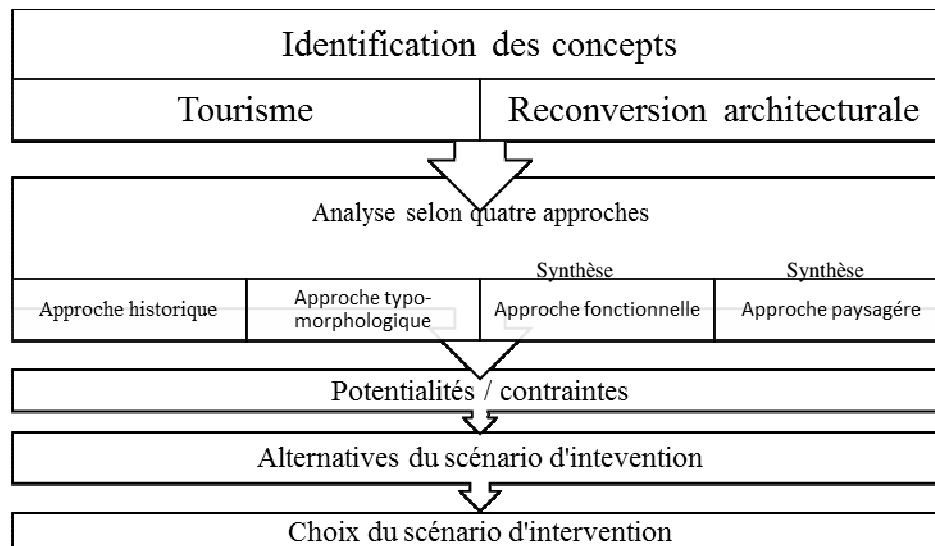 Identification des concepts
Tourisme
Reconversion architecturale
Analyse selon quatre approches
Synthèse
Synthèse
Approche historique
Approche typo-
morphologique
Approche fonctionnelle
Approche paysagére
Potentialités / contraintes
Alternatives du scénario d'intevention
Choix du scénario d'intervention